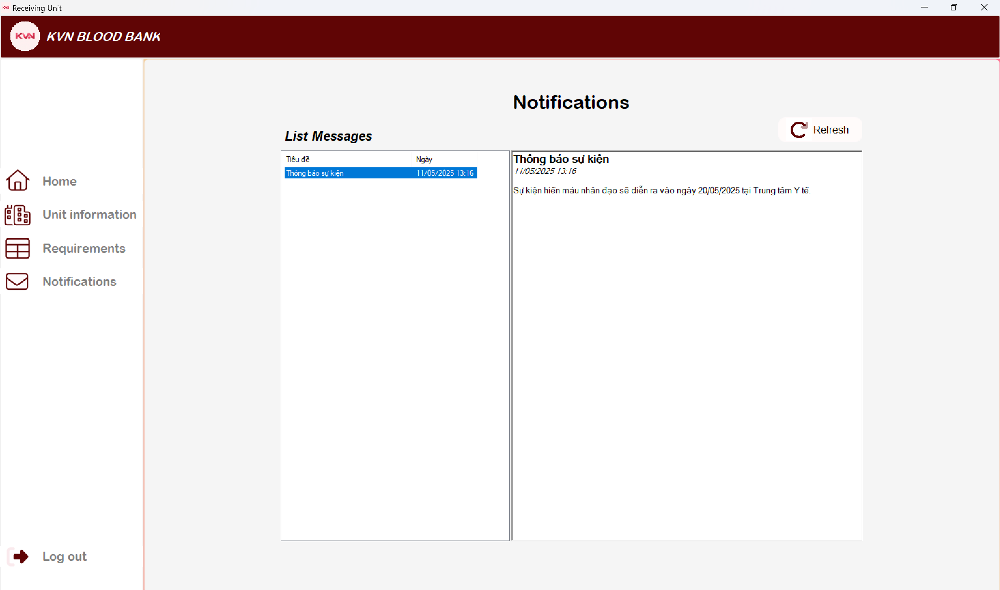 KVN Receiving Unit
KVN KVN BLOOD BANK
Notifications
Refresh
List Messages
Tiêu đề Ngày
Thông báo sự kiện 11/05/2025 13:16
Thông báo sự kiện
11/05/2025 13:16
Sự kiện hiến máu nhân đạo sẽ diễn ra vào ngày 20/05/2025 tại Trung tâm Y tế.
Home
Unit information
Requirements
Notifications
Log out